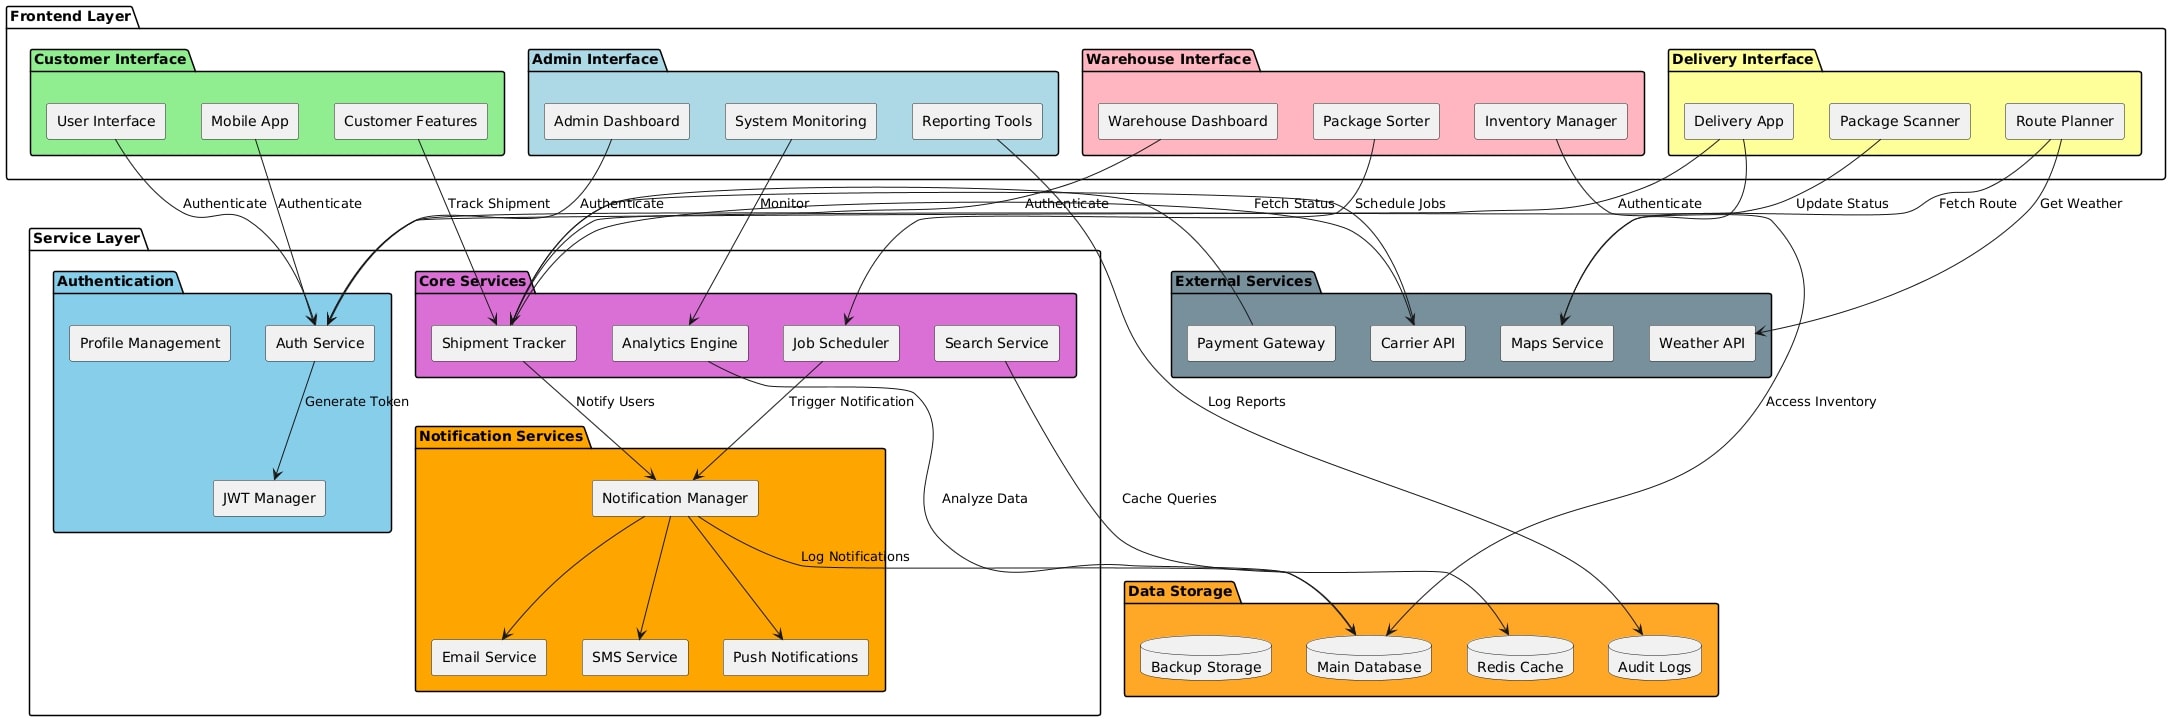 Frontend Layer
Customer Interface
Admin Interface
Warehouse Interface
Delivery Interface
User Interface
Mobile App
Customer Features
Admin Dashboard
System Monitoring
Reporting Tools
Warehouse Dashboard
Package Sorter
Inventory Manager
Delivery App
Package Scanner
Route Planner
Authenticate
Authenticate
Track Shipment
Authenticate
Monitor
Authenticate
Fetch Status
Schedule Jobs
Authenticate
Update Status
Fetch Route
Get Weather
Service Layer
Authentication
Core Services
External Services
Profile Management
Auth Service
Shipment Tracker
Analytics Engine
Job Scheduler
Search Service
Payment Gateway
Carrier API
Maps Service
Weather API
Generate Token
Notify Users
Trigger Notification
Log Reports
Access Inventory
Notification Services
JWT Manager
Notification Manager
Analyze Data
Cache Queries
Log Notifications
Data Storage
Email Service
SMS Service
Push Notifications
Backup Storage
Main Database
Redis Cache
Audit Logs